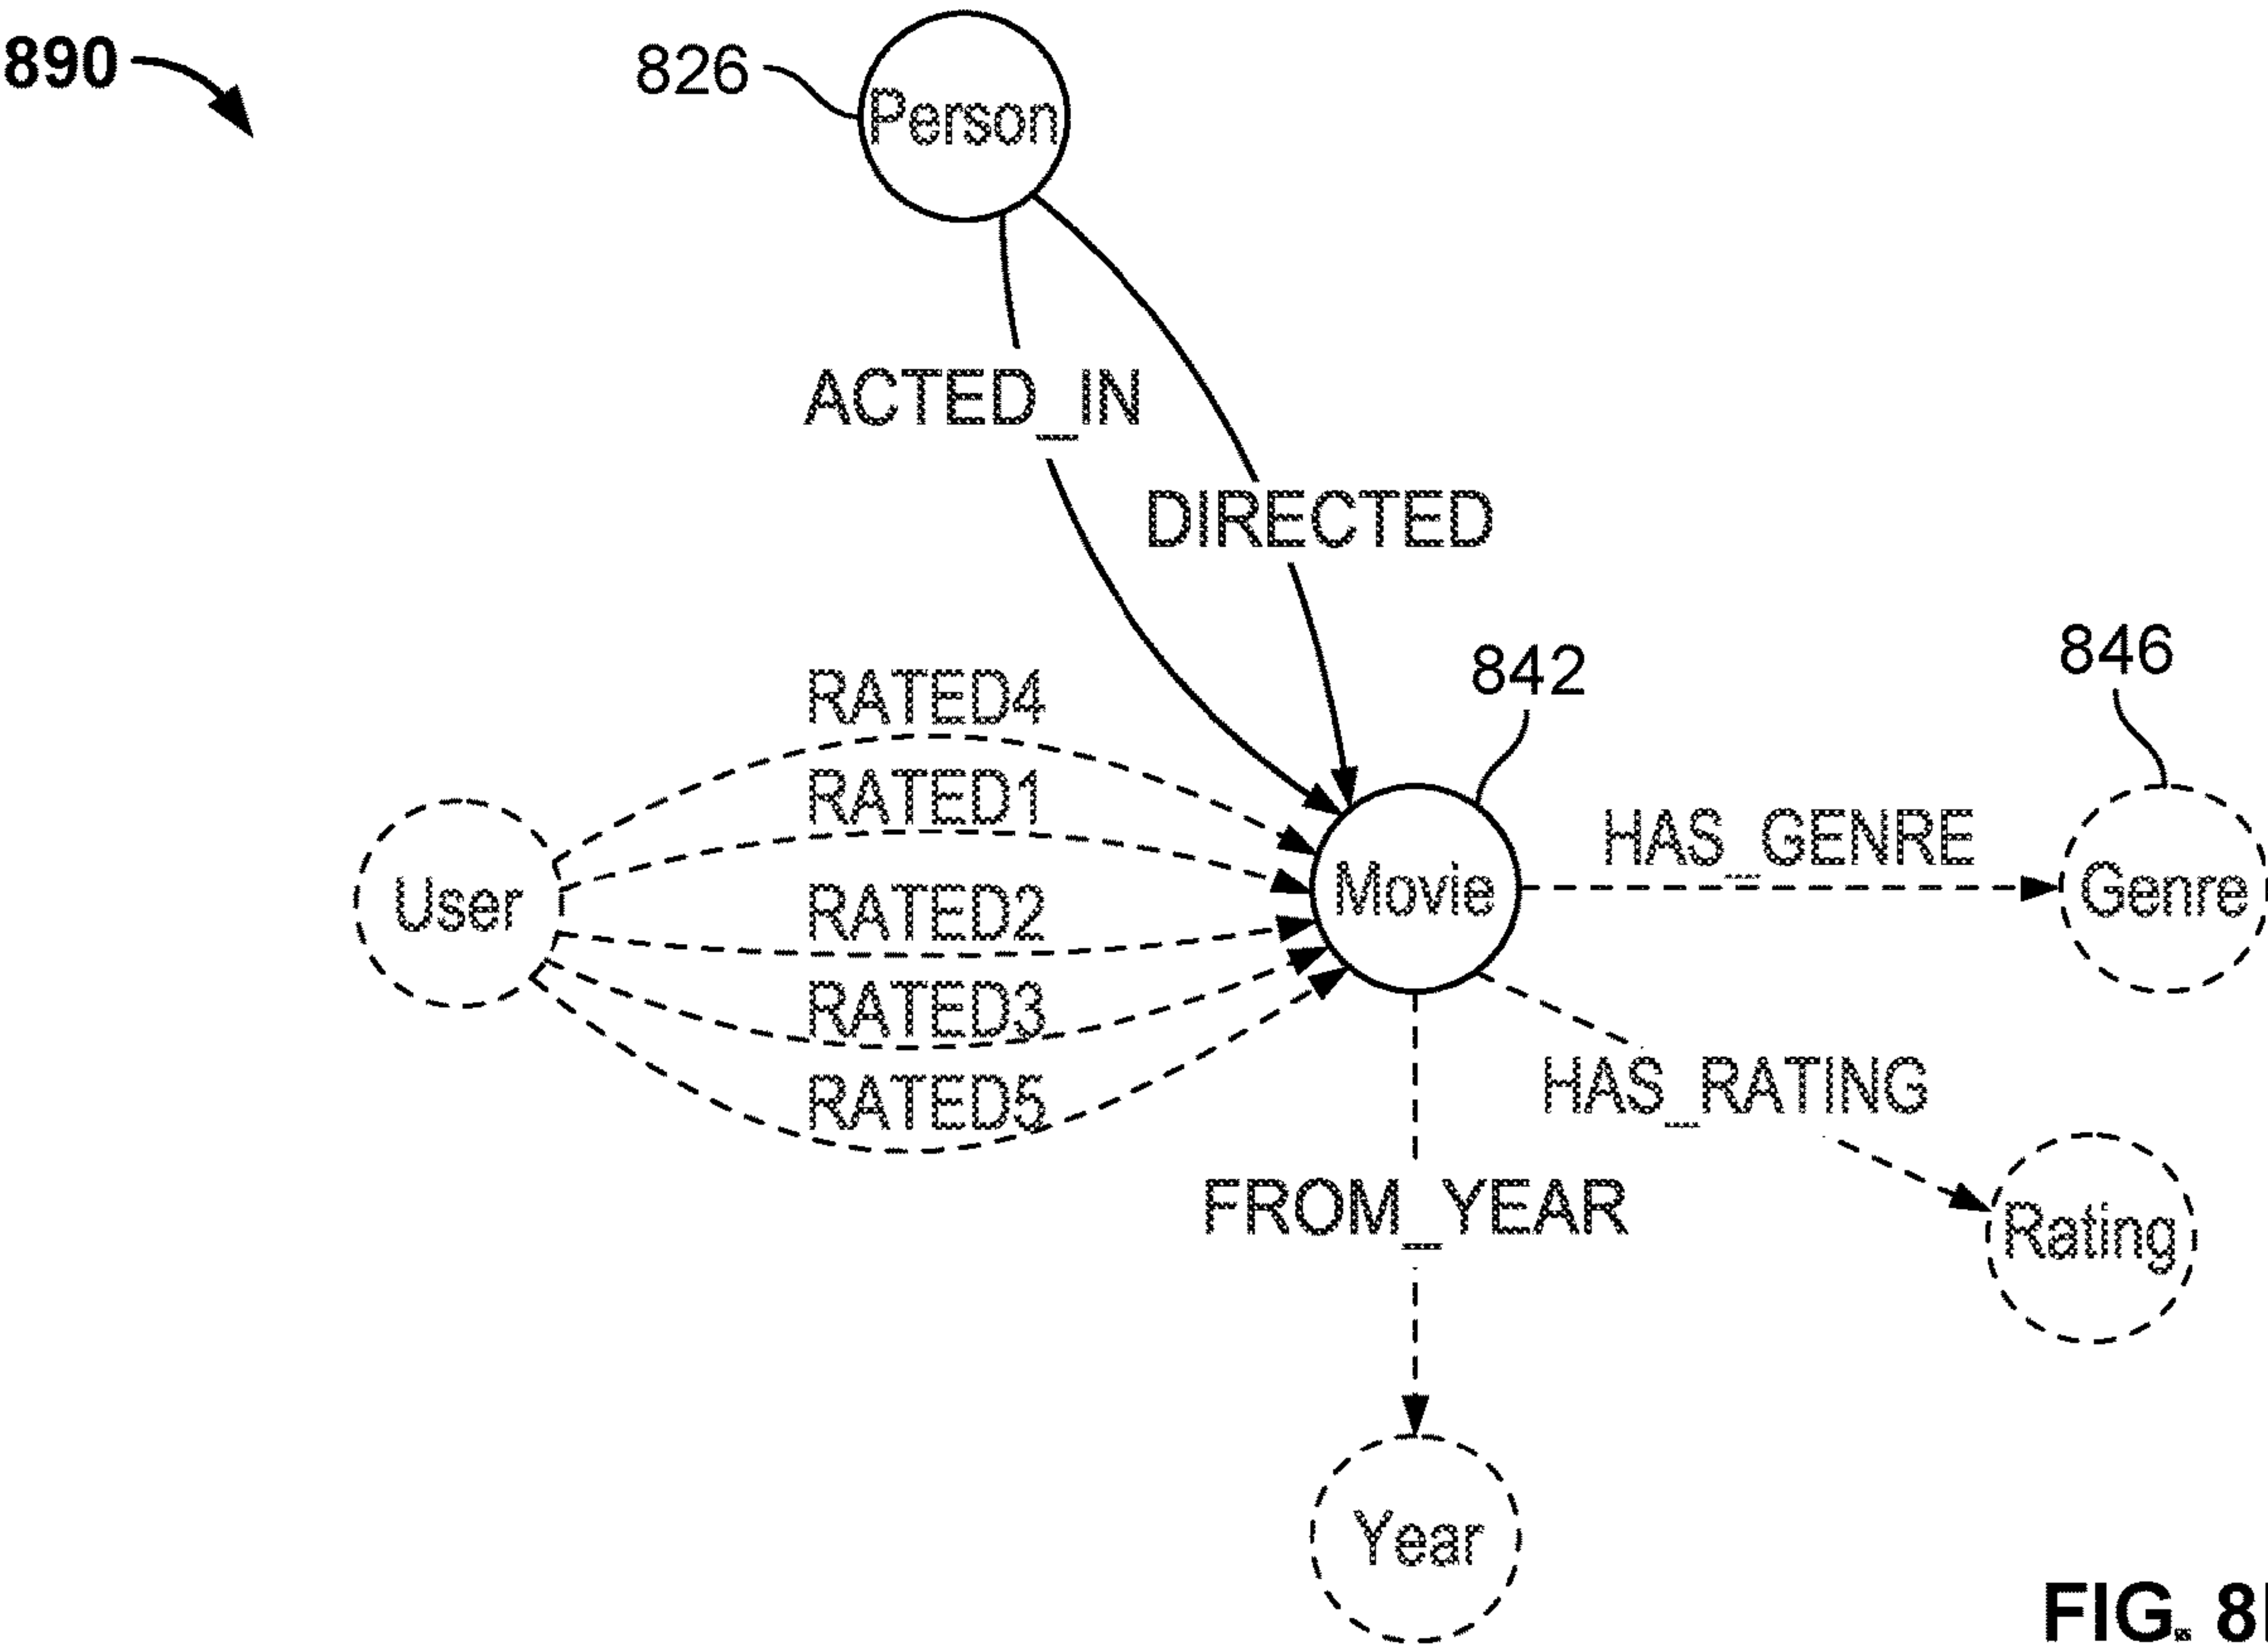 890
826
Person
ACTED_IN
DIRECTED
RATED4
842
846
RATED1
HAS_GENRE
User
RATED2
Movie
Genre
RATED3
RATED5
HAS_RATING
FROM_YEAR
Rating
Year
FIG. 8